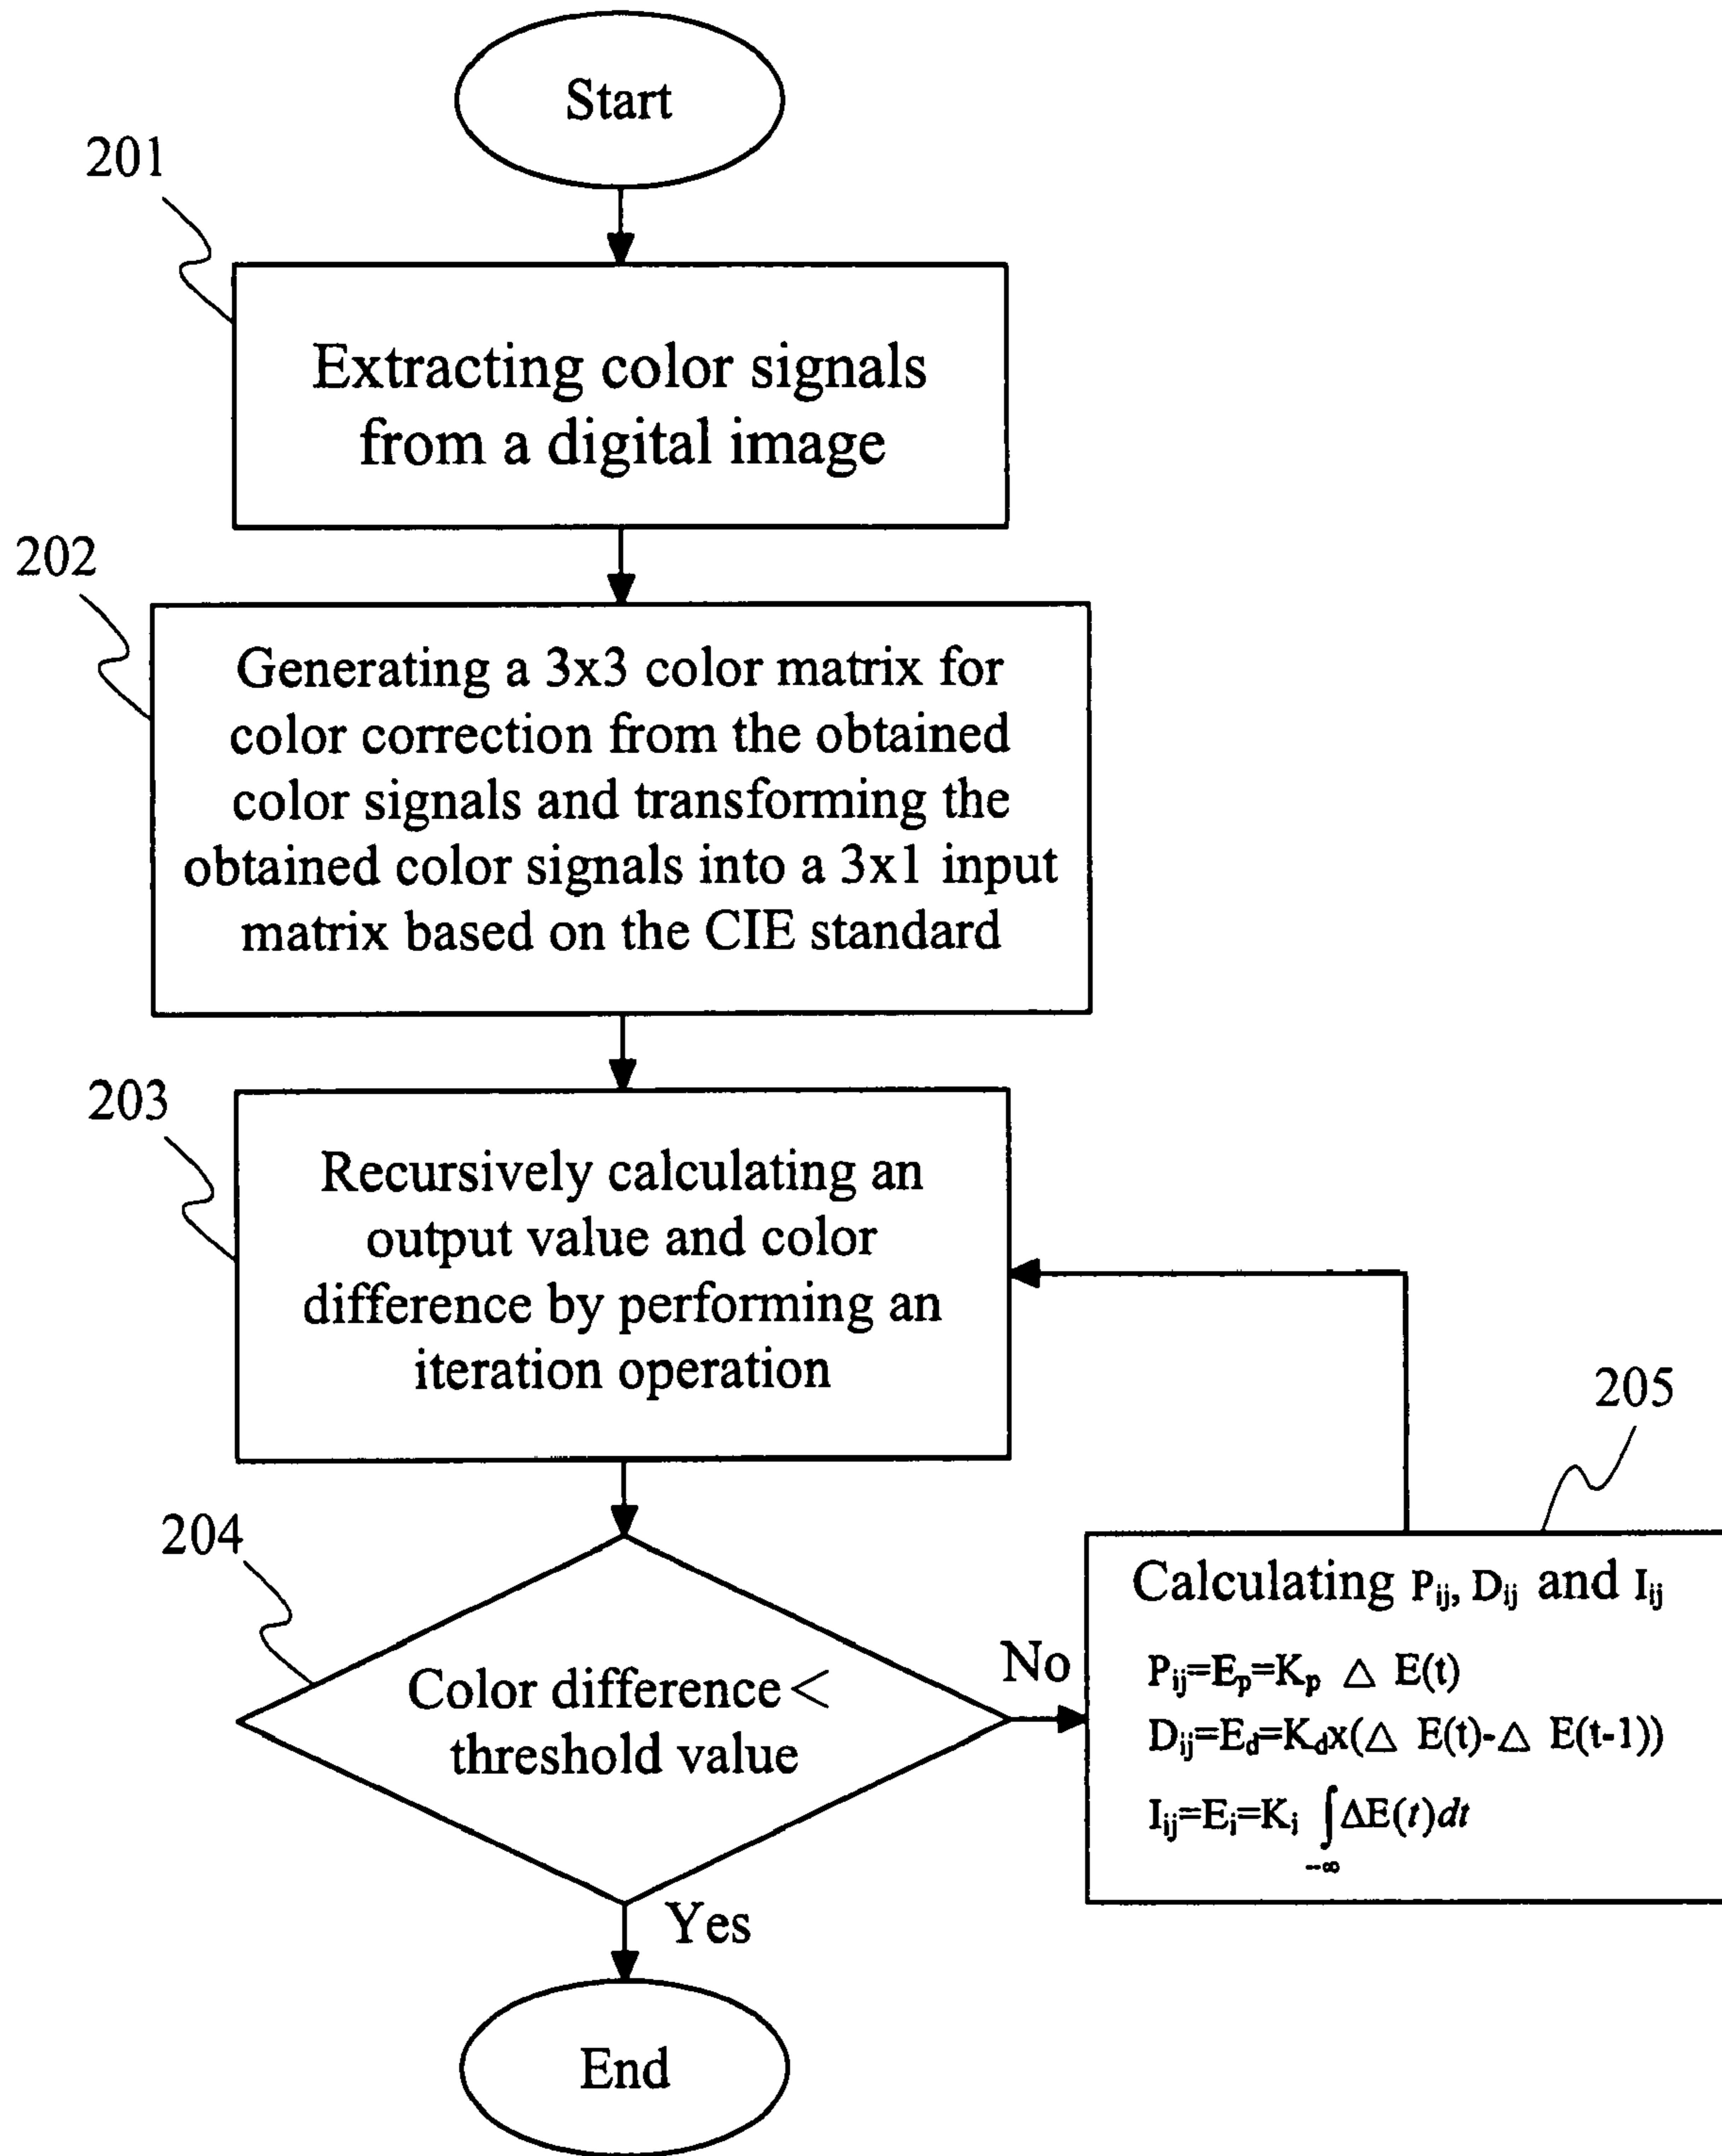 Start
201
Extracting color signals
from a digital image
202
Generating a 3x3 color matrix for
color correction from the obtained
color signals and transforming the
obtained color signals into a 3x1 input
matrix based on the CIE standard
203
Recursively calculating an
output value and color
difference by performing an
iteration operation
204
Color difference <
threshold value
No
205
Calculating Pij, Dij and Iij
Pij=Ep=Kp △ E(t)
Dij=Ed=Kdx(△ E(t)-△ E(t-1))
Iij=Ei=Ki ∫ΔE(t)dt
-∞
Yes
End